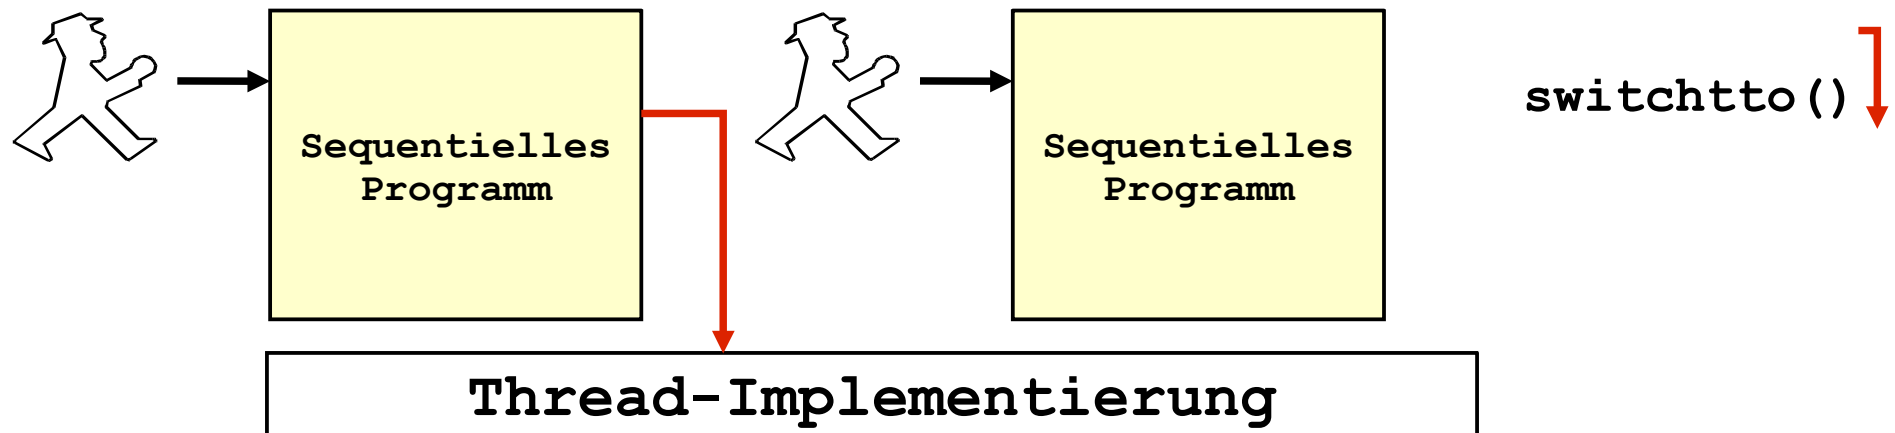 Sequentielles
Programm
Sequentielles
Programm
switchtto()
Thread-Implementierung